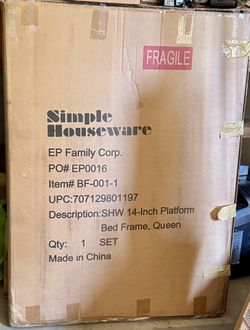 FRAGILE
Simple
Houseware
EP Family Corp.
PO# EP0016
Item# BF-001-1
UPC:707129801197
Description:SHW 14-Inch Platform
Bed Frame, Queen
Qty: 1 SET
Made in China